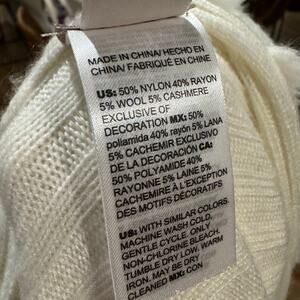 MADE IN CHINA/ HECHO EN
CHINA/ FABRIQUÉ EN CHINE
US: 50% NYLON 40% RAYON
5% WOOL 5% CASHMERE
EXCLUSIVE OF
DECORATION MX: 50%
poliamida 40% rayón 5% LANA
5% CACHEMIR EXCLUSIVO
DE LA DECORACIÓN CA:
50% POLYAMIDE 40%
RAYONNE 5% LAINE 5%
CACHEMIRE À L'EXCEPTION
DES MOTIFS DÉCORATIFS
US: WITH SIMILAR COLORS.
MACHINE WASH COLD,
GENTLE CYCLE. ONLY
NON-CHLORINE BLEACH.
TUMBLE DRY LOW. WARM
IRON. MAY BE DRY
CLEANED MX: CON